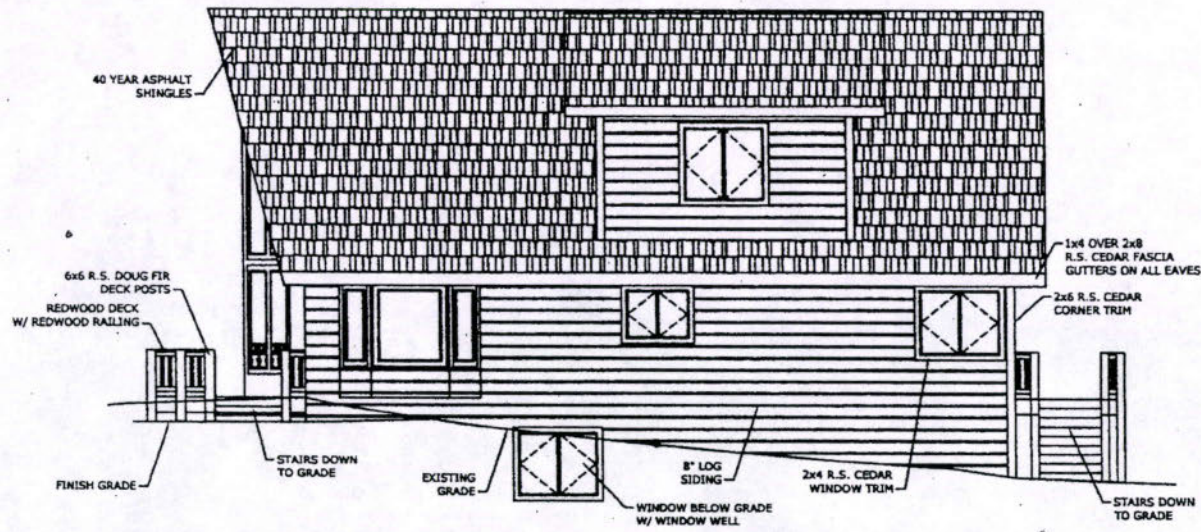 40 YEAR ASPHALT
SHINGLES
6x6 R.S. DOUG FIR
DECK POSTS
REDWOOD DECK
W/ REDWOOD RAILING
1x4 OVER 2x8
R.S. CEDAR FASCIA
GUTTERS ON ALL EAVES
2x6 R.S. CEDAR
CORNER TRIM
FINISH GRADE
STAIRS DOWN
TO GRADE
EXISTING
GRADE
WINDOW BELOW GRADE
W/ WINDOW WELL
8" LOG
SIDING
2x4 R.S. CEDAR
WINDOW TRIM
STAIRS DOWN
TO GRADE